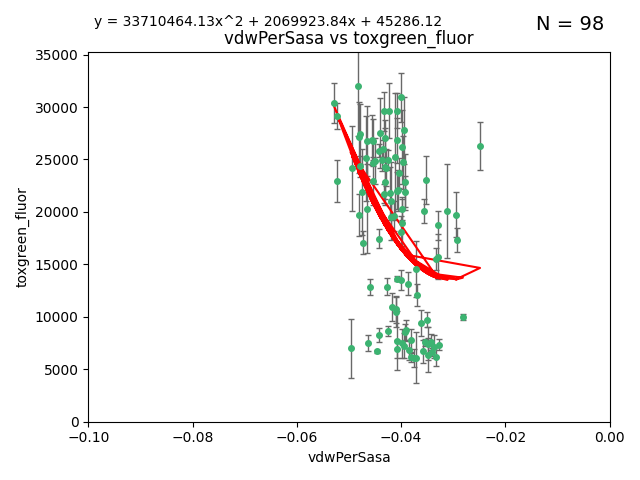 y = 33710464.13x^2 + 2069923.84x + 45286.12
N = 98
vdwPerSasa vs toxgreen_fluor
35000
30000
25000
20000
15000
10000
5000
0
toxgreen_fluor
−0.10
−0.08
−0.06
−0.04
−0.02
0.00
vdwPerSasa